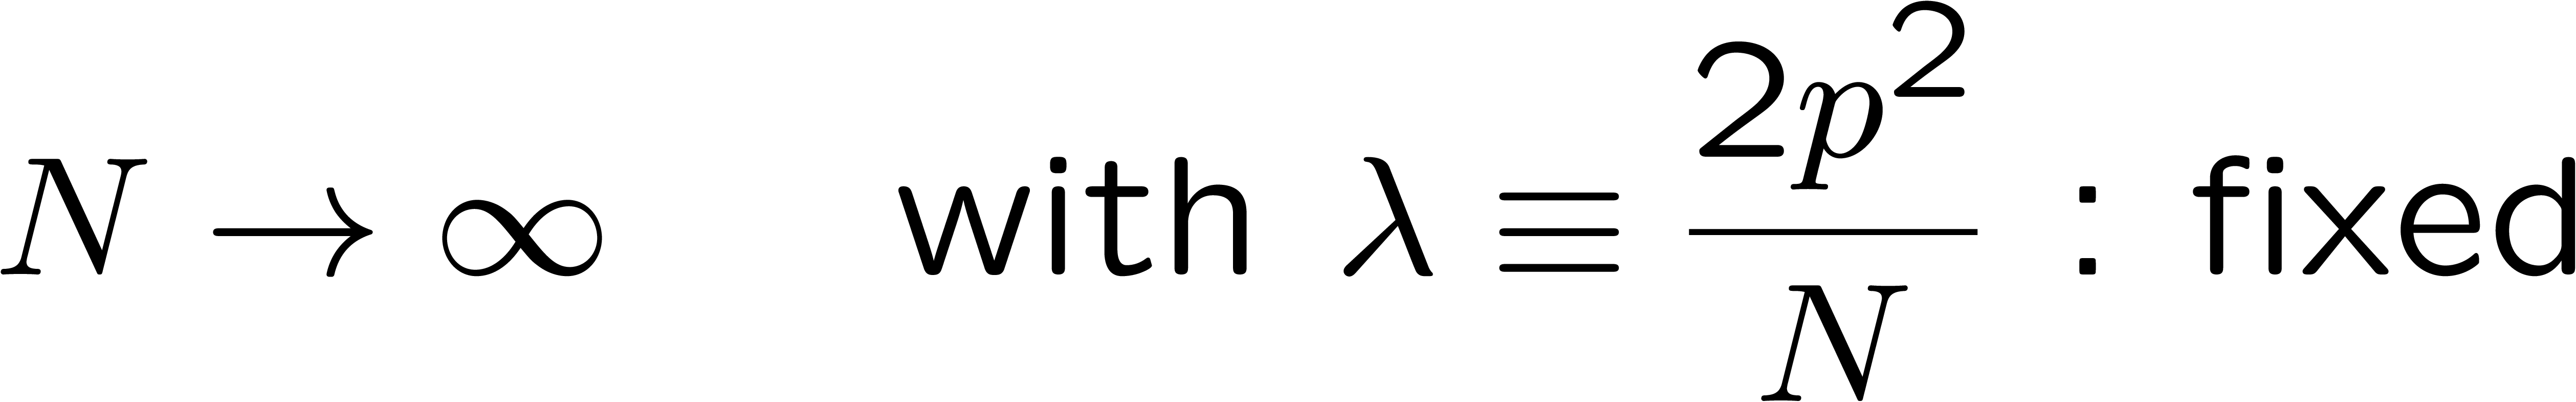 N → ∞ with λ ≡ 2p²/N : fixed